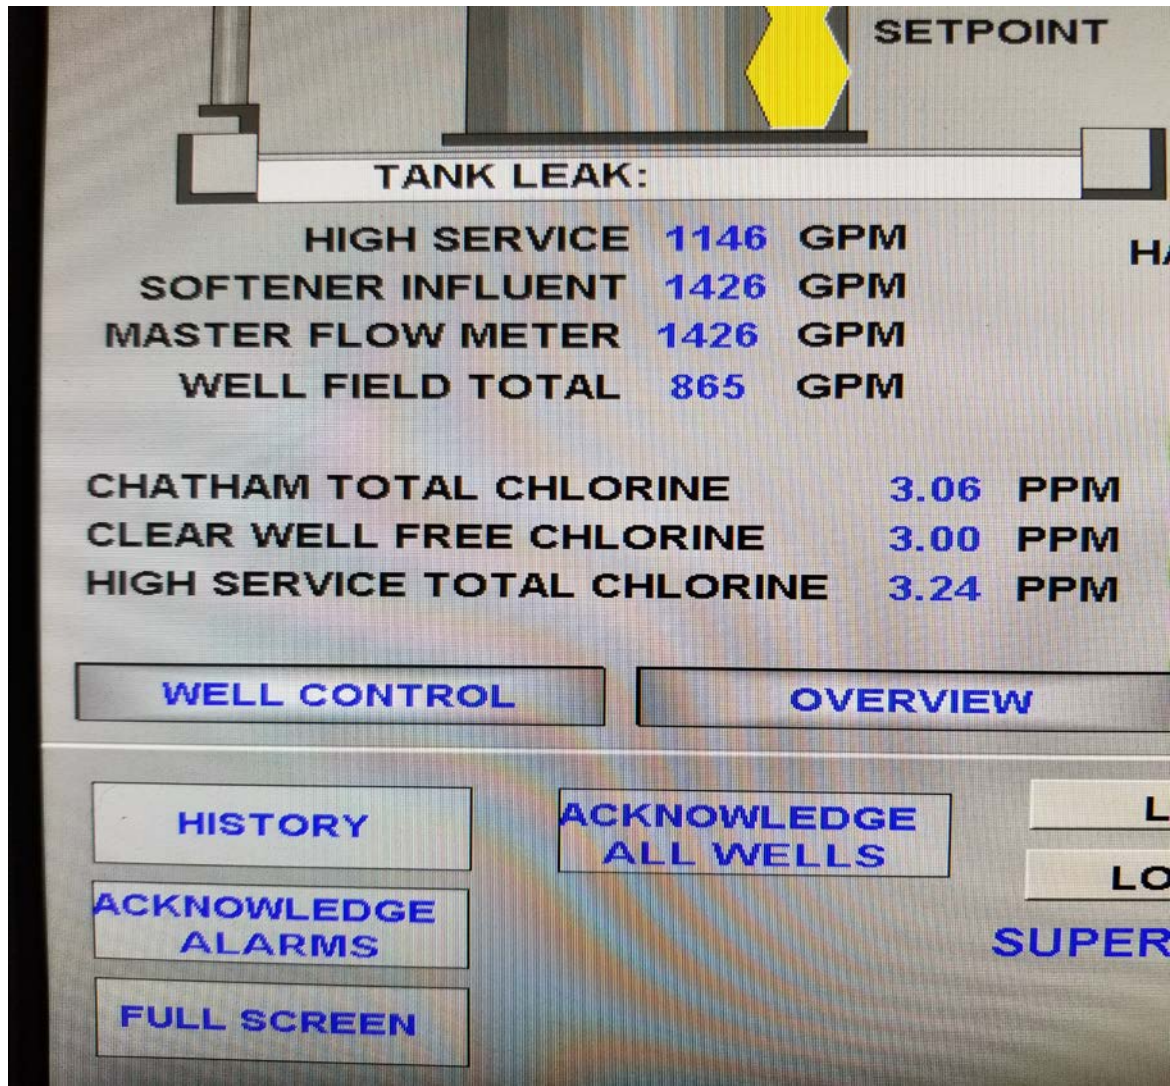 SETPOINT
TANK LEAK:
HIGH SERVICE 1146 GPM
SOFTENER INFLUENT 1426 GPM
MASTER FLOW METER 1426 GPM
WELL FIELD TOTAL 865 GPM
CHATHAM TOTAL CHLORINE 3.06 PPM
CLEAR WELL FREE CHLORINE 3.00 PPM
HIGH SERVICE TOTAL CHLORINE 3.24 PPM
WELL CONTROL OVERVIEW
HISTORY
ACKNOWLEDGE
ALL WELLS
ACKNOWLEDGE
ALARMS
FULL SCREEN